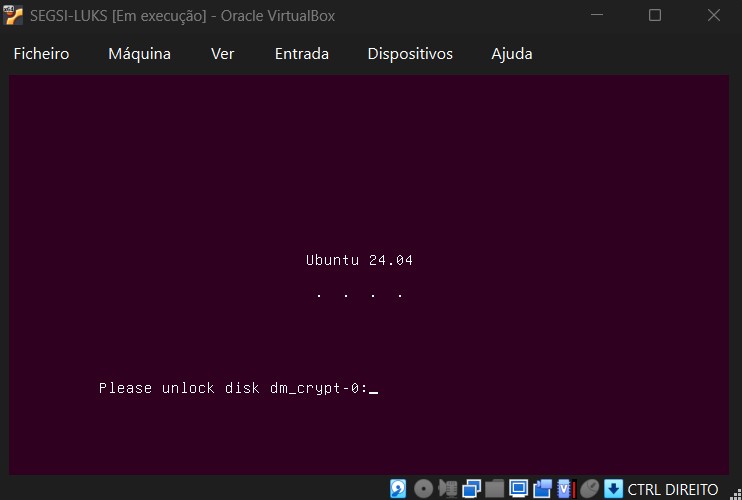 SEGSI-LUKS [Em execução] - Oracle VirtualBox
Ficheiro Máquina Ver Entrada Dispositivos Ajuda
Ubuntu 24.04
. . . .
Please unlock disk dm_crypt-0:_
CTRL DIREITO